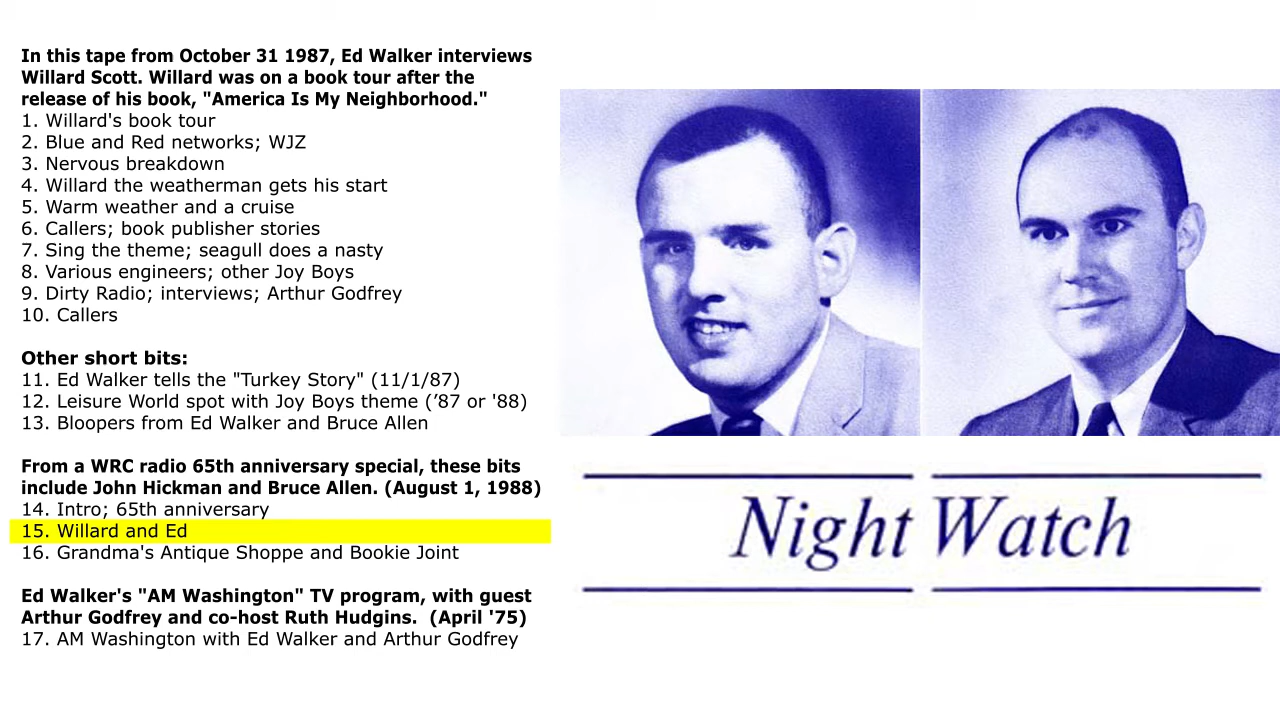 In this tape from October 31 1987, Ed Walker interviews
Willard Scott. Willard was on a book tour after the
release of his book, "America Is My Neighborhood."
1. Willard's book tour
2. Blue and Red networks; WJZ
3. Nervous breakdown
4. Willard the weatherman gets his start
5. Warm weather and a cruise
6. Callers; book publisher stories
7. Sing the theme; seagull does a nasty
8. Various engineers; other Joy Boys
9. Dirty Radio; interviews; Arthur Godfrey
10. Callers
Other short bits:
11. Ed Walker tells the "Turkey Story" (11/1/87)
12. Leisure World spot with Joy Boys theme (’87 or '88)
13. Bloopers from Ed Walker and Bruce Allen
From a WRC radio 65th anniversary special, these bits
include John Hickman and Bruce Allen. (August 1, 1988)
14. Intro; 65th anniversary
15. Willard and Ed
16. Grandma's Antique Shoppe and Bookie Joint
Ed Walker's "AM Washington" TV program, with guest
Arthur Godfrey and co-host Ruth Hudgins.  (April '75)
17. AM Washington with Ed Walker and Arthur Godfrey
Night Watch